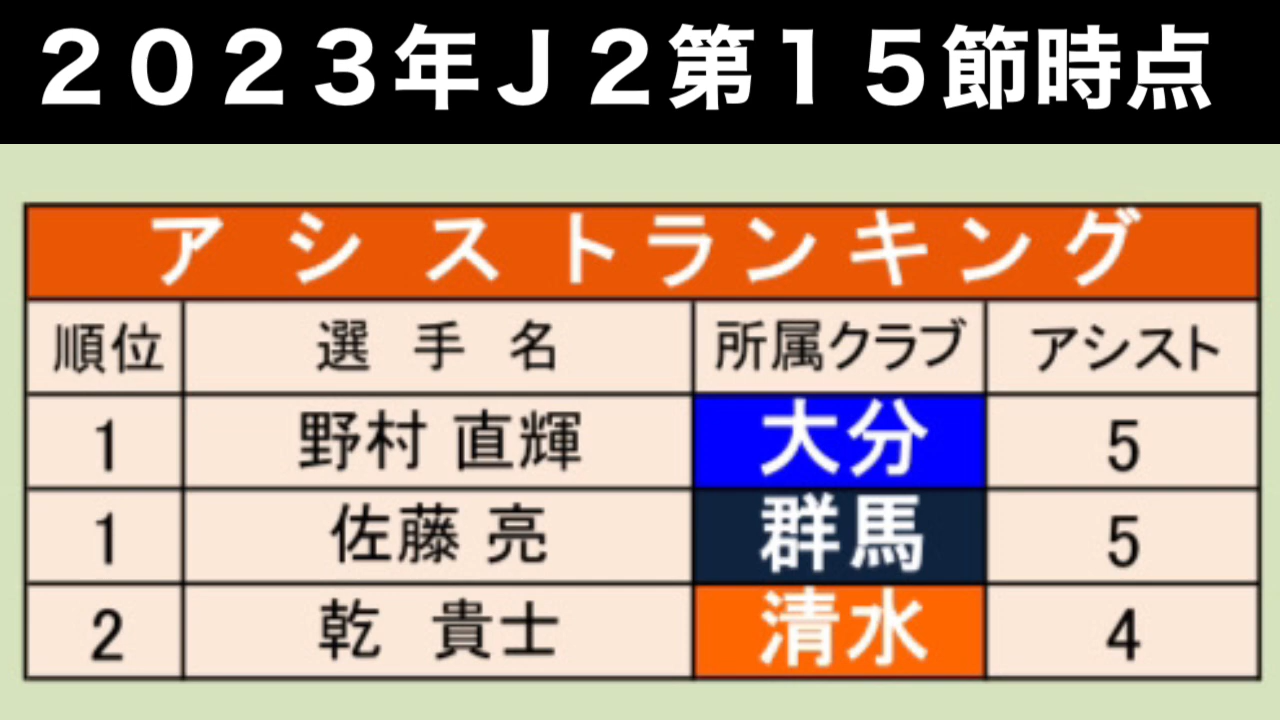 ２０２３年Ｊ２第１５節時点
アシストランキング
順位 選手名 所属クラブ アシスト
1 野村 直輝 大分 5
1 佐藤 亮 群馬 5
2 乾 貴士 清水 4